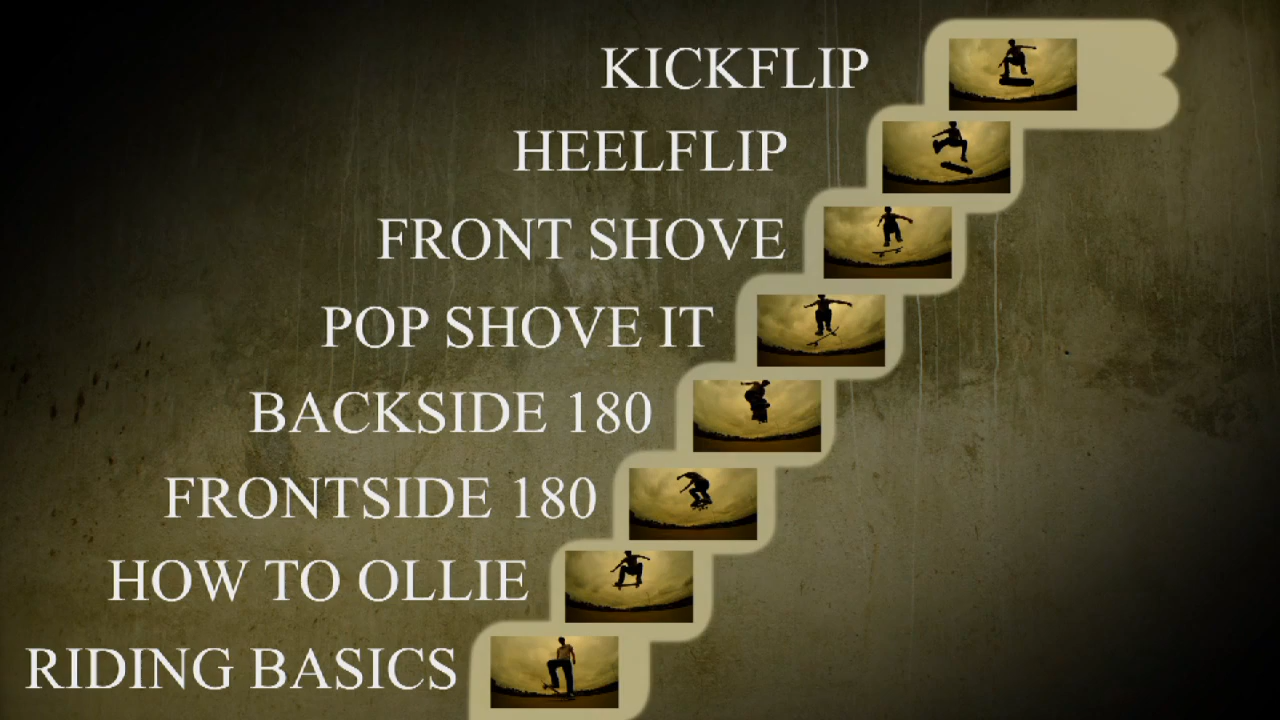 KICKFLIP
HEELFLIP
FRONT SHOVE
POP SHOVE IT
BACKSIDE 180
FRONTSIDE 180
HOW TO OLLIE
RIDING BASICS